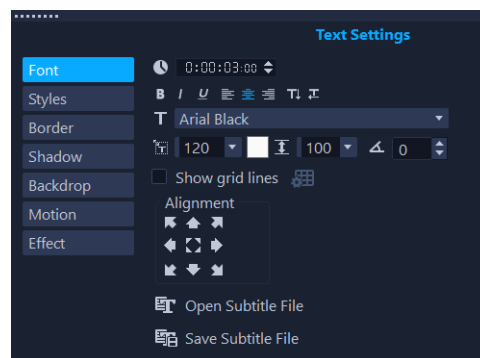 Text Settings
Font
Styles
Border
Shadow
Backdrop
Motion
Effect
0:00:03:00
B I U
T Arial Black
120 100 0
Show grid lines
Alignment
Open Subtitle File
Save Subtitle File